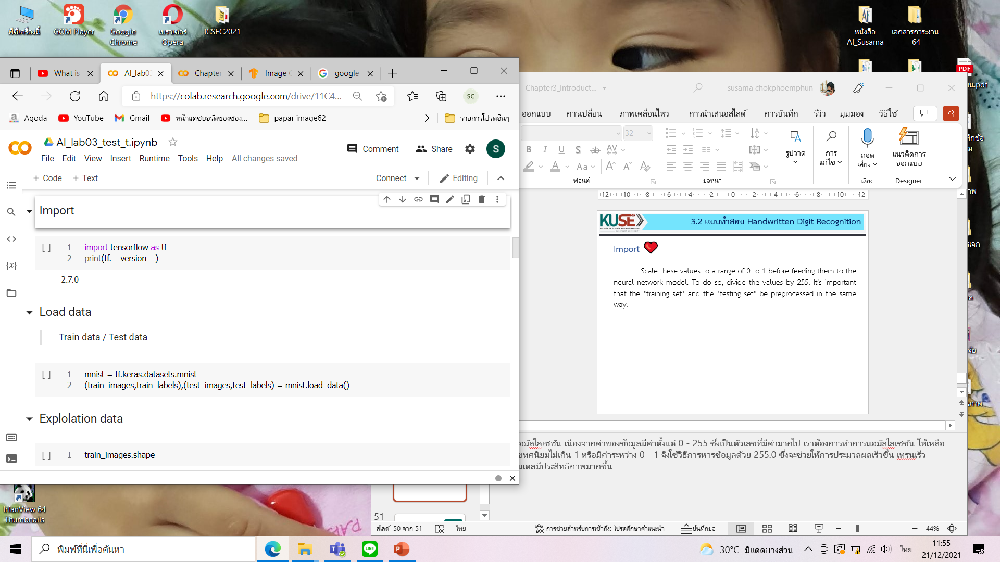 พีซีเครื่องนี้
GOM Player
Google Chrome
เบราเซอร์ Opera
ICSEC2021
หนังสือ AI_Susama
เอกสารภาระงาน 64
What is
AI_lab03
Chapter
Image C
google
https://colab.research.google.com/drive/11C4...
SC
Agoda
YouTube
Gmail
หน้าแดชบอร์ดของช่อง...
papar image62
รายการโปรดอื่นๆ
AI_lab03_test_t.ipynb
File Edit View Insert Runtime Tools Help All changes saved
Comment
Share
S
+ Code + Text
Connect
Editing
Import
[ ] 1 import tensorflow as tf
2 print(tf.__version__)
2.7.0
Load data
Train data / Test data
[ ] 1 mnist = tf.keras.datasets.mnist
2 (train_images,train_labels),(test_images,test_labels) = mnist.load_data()
Explolation data
[ ] 1 train_images.shape
Chapter3_Introduct...
susama chokphoemphun
PDF
ออกแบบ การเปลี่ยน ภาพเคลื่อนไหว การนำเสนอสไลด์ การบันทึก รีวิว มุมมอง วิธีใช้
32
รูปวาด
การแก้ไข
ถอดเสียง
แนวคิดการออกแบบ
ฟอนต์
ย่อหน้า
เสียง
Designer
12 10 8 6 4 2 0 2 4 6 8 10 12
KUSE
FACULTY OF SCIENCE AND ENGINEERING
3.2 แบบทำสอบ Handwritten Digit Recognition
Import
Scale these values to a range of 0 to 1 before feeding them to the
neural network model. To do so, divide the values by 255. It's important
that the *training set* and the *testing set* be preprocessed in the same
way:
อมัลไลเซชัน เนื่องจากค่าของข้อมูลมีค่าตั้งแต่ 0 - 255 ซึ่งเป็นตัวเลขที่มีค่ามากไป เราต้องการทำการนอมัลไลเซชัน ให้เหลือ
ขทศนิยมไม่เกิน 1 หรือมีค่าระหว่าง 0 - 1 จึงใช้วิธีการหารข้อมูลด้วย 255.0 ซึ่งจะช่วยให้การประมวลผลเร็วขึ้น เทรนเร็ว
มเดลมีประสิทธิภาพมากขึ้น
IrfanView 64 Thumbnails
51
สไลด์ 50 จาก 51
ไทย
การช่วยสำหรับการเข้าถึง: โปรดศึกษาคำแนะนำ
บันทึกย่อ
44%
พิมพ์ที่นี่เพื่อค้นหา
30°C มีแดดบางส่วน
ไทย
11:55
21/12/2021